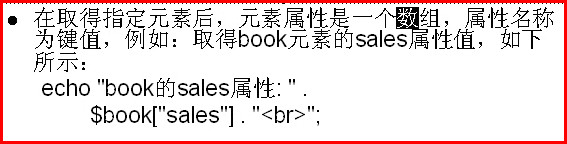 ● 在取得指定元素后，元素属性是一个数组，属性名称
为键值，例如：取得book元素的sales属性值，如下
所示：
echo "book的sales属性: " .
$book["sales"] . "<br>";